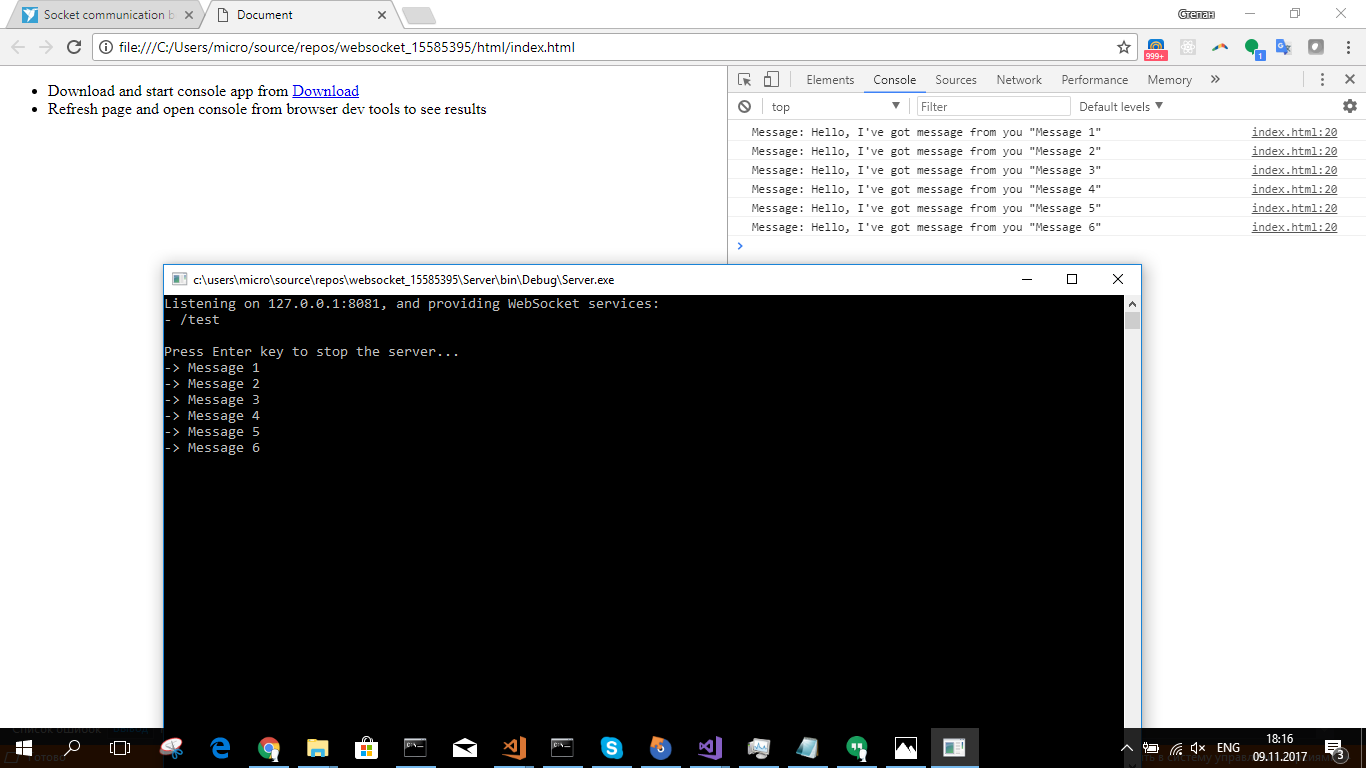 Socket communication b
Document
Степан
file:///C:/Users/micro/source/repos/websocket_15585395/html/index.html
999+
1
Download and start console app from Download
Refresh page and open console from browser dev tools to see results
Elements Console Sources Network Performance Memory
top Filter Default levels
Message: Hello, I've got message from you "Message 1" index.html:20
Message: Hello, I've got message from you "Message 2" index.html:20
Message: Hello, I've got message from you "Message 3" index.html:20
Message: Hello, I've got message from you "Message 4" index.html:20
Message: Hello, I've got message from you "Message 5" index.html:20
Message: Hello, I've got message from you "Message 6" index.html:20
c:\users\micro\source\repos\websocket_15585395\Server\bin\Debug\Server.exe
Listening on 127.0.0.1:8081, and providing WebSocket services:
- /test
Press Enter key to stop the server...
-> Message 1
-> Message 2
-> Message 3
-> Message 4
-> Message 5
-> Message 6
Список ошибок
Готово
ENG
18:16
09.11.2017
3